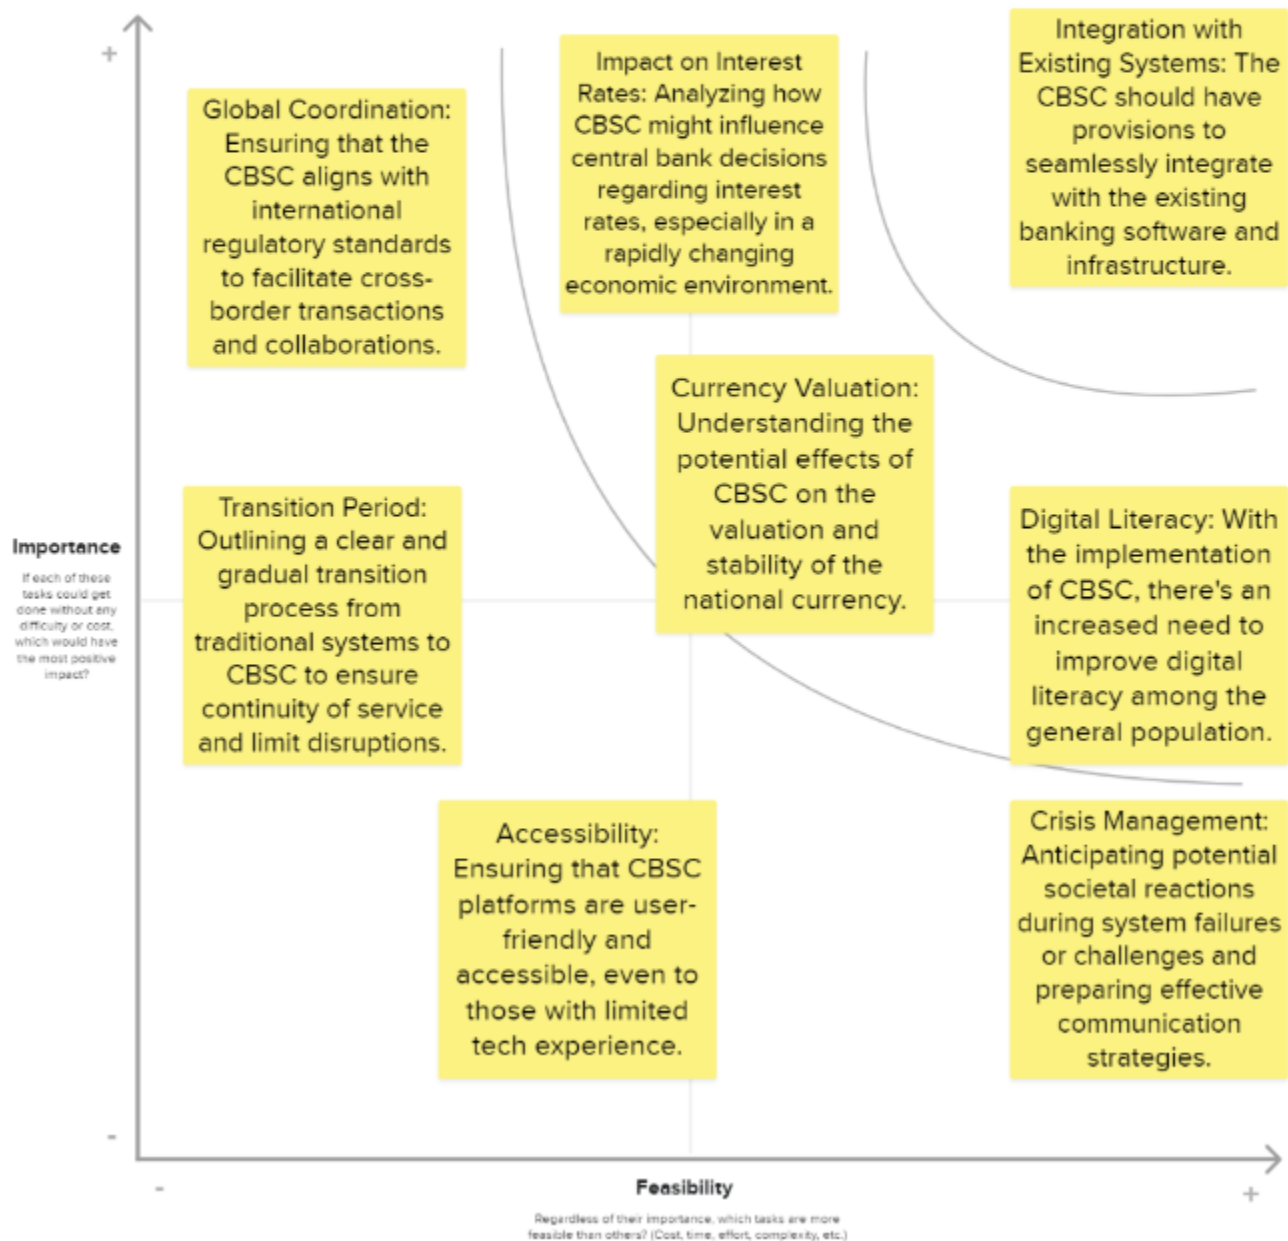 +
Global Coordination:
Ensuring that the
CBSC aligns with
international
regulatory standards
to facilitate cross-
border transactions
and collaborations.
Impact on Interest
Rates: Analyzing how
CBSC might influence
central bank decisions
regarding interest
rates, especially in a
rapidly changing
economic environment.
Integration with
Existing Systems: The
CBSC should have
provisions to
seamlessly integrate
with the existing
banking software and
infrastructure.
Currency Valuation:
Understanding the
potential effects of
CBSC on the
valuation and
stability of the
national currency.
Importance
If each of these
tasks could get
done without any
difficulty or cost,
which would have
the most positive
impact?
Transition Period:
Outlining a clear and
gradual transition
process from
traditional systems to
CBSC to ensure
continuity of service
and limit disruptions.
Digital Literacy: With
the implementation
of CBSC, there's an
increased need to
improve digital
literacy among the
general population.
Accessibility:
Ensuring that CBSC
platforms are user-
friendly and
accessible, even to
those with limited
tech experience.
Crisis Management:
Anticipating potential
societal reactions
during system failures
or challenges and
preparing effective
communication
strategies.
-
-
Feasibility
+
Regardless of their importance, which tasks are more
feasible than others? (Cost, time, effort, complexity, etc.)